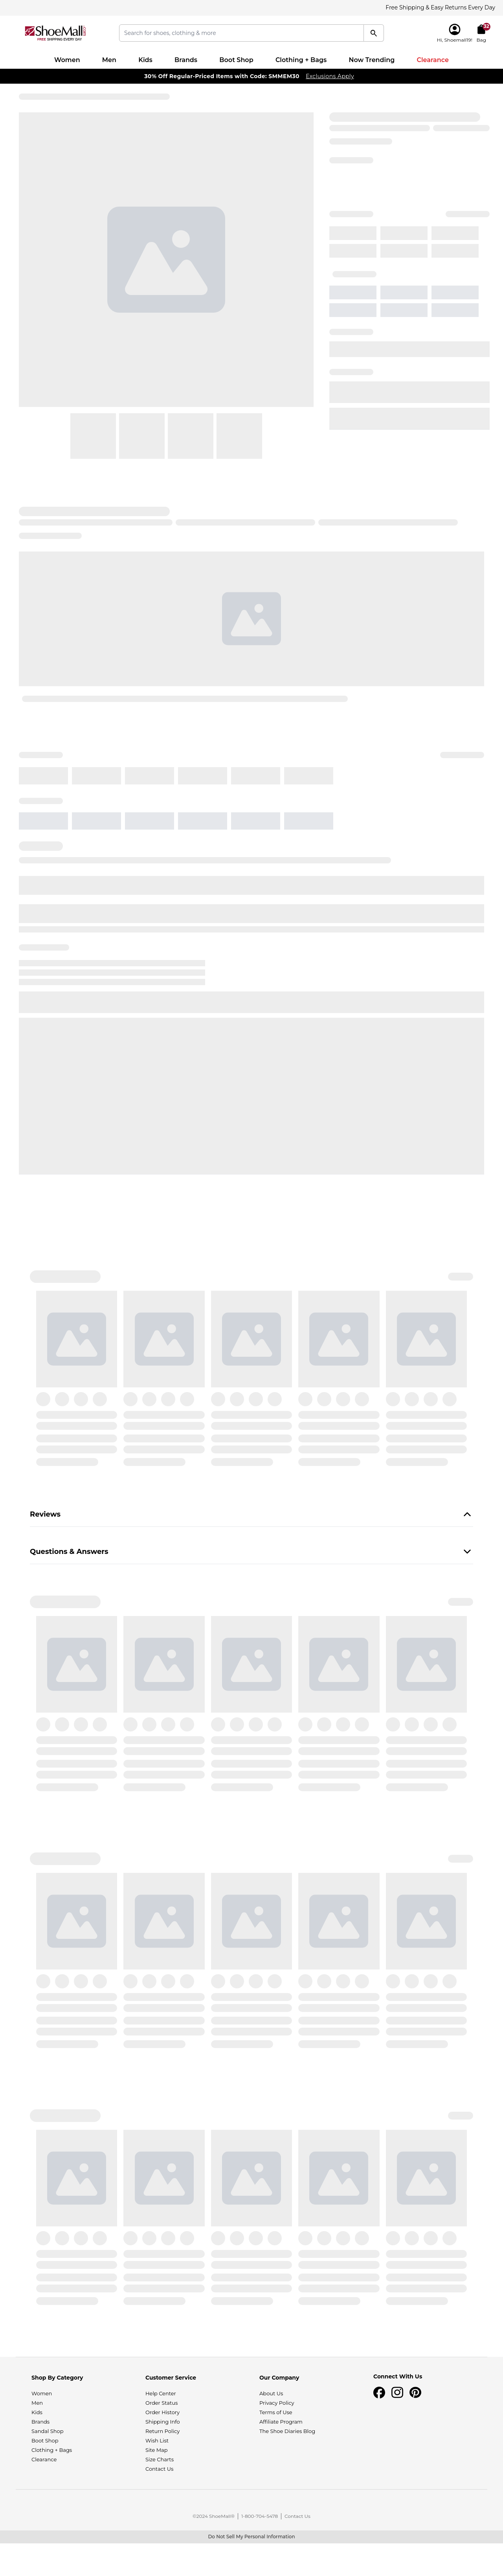 Free Shipping & Easy Returns Every Day
ShoeMall
FREE SHIPPING EVERY DAY
Search for shoes, clothing & more
Hi, Shoemall19!
Bag
Women Men Kids Brands Boot Shop Clothing + Bags Now Trending Clearance
30% Off Regular-Priced Items with Code: SMMEM30 Exclusions Apply
Reviews
Questions & Answers
Shop By Category
Women
Men
Kids
Brands
Sandal Shop
Boot Shop
Clothing + Bags
Clearance
Customer Service
Help Center
Order Status
Order History
Shipping Info
Return Policy
Wish List
Site Map
Size Charts
Contact Us
Our Company
About Us
Privacy Policy
Terms of Use
Affiliate Program
The Shoe Diaries Blog
Connect With Us
©2024 ShoeMall® | 1-800-704-5478 | Contact Us
Do Not Sell My Personal Information